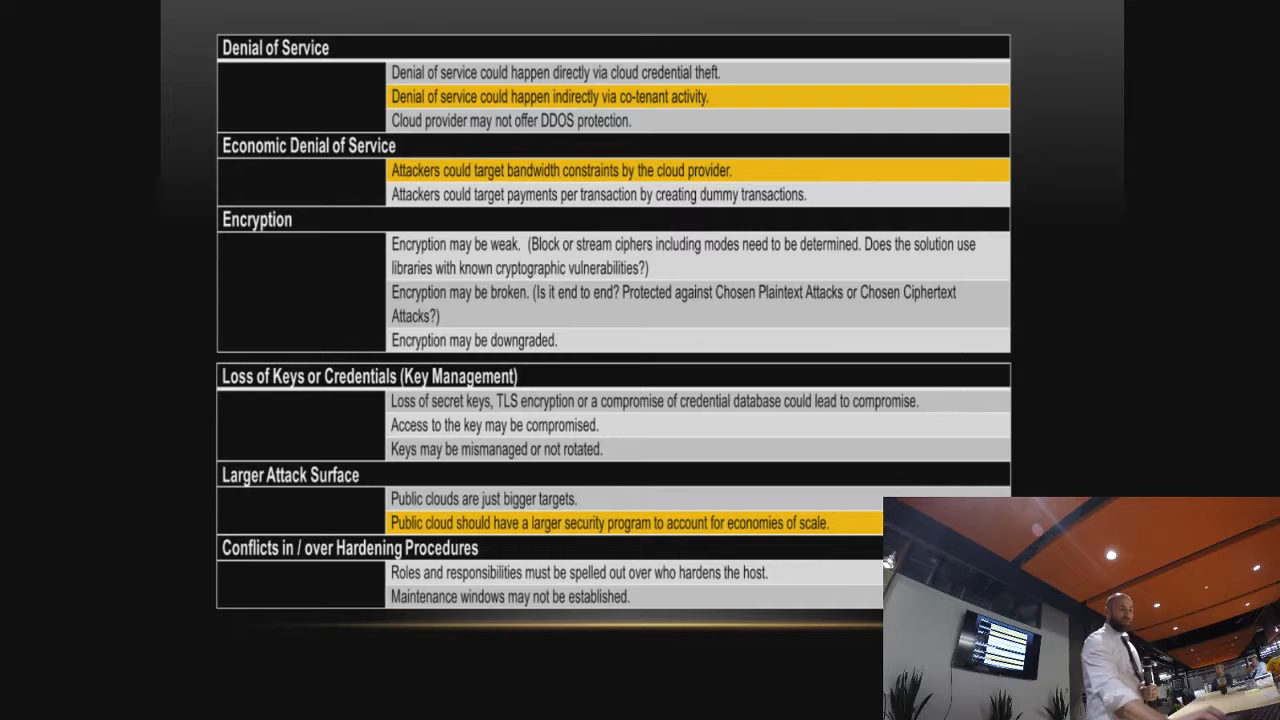 Denial of Service
Denial of service could happen directly via cloud credential theft.
Denial of service could happen indirectly via co-tenant activity.
Cloud provider may not offer DDOS protection.
Economic Denial of Service
Attackers could target bandwidth constraints by the cloud provider.
Attackers could target payments per transaction by creating dummy transactions.
Encryption
Encryption may be weak. (Block or stream ciphers including modes need to be determined. Does the solution use
libraries with known cryptographic vulnerabilities?)
Encryption may be broken. (Is it end to end? Protected against Chosen Plaintext Attacks or Chosen Ciphertext
Attacks?)
Encryption may be downgraded.
Loss of Keys or Credentials (Key Management)
Loss of secret keys, TLS encryption or a compromise of credential database could lead to compromise.
Access to the key may be compromised.
Keys may be mismanaged or not rotated.
Larger Attack Surface
Public clouds are just bigger targets.
Public cloud should have a larger security program to account for economies of scale.
Conflicts in / over Hardening Procedures
Roles and responsibilities must be spelled out over who hardens the host.
Maintenance windows may not be established.